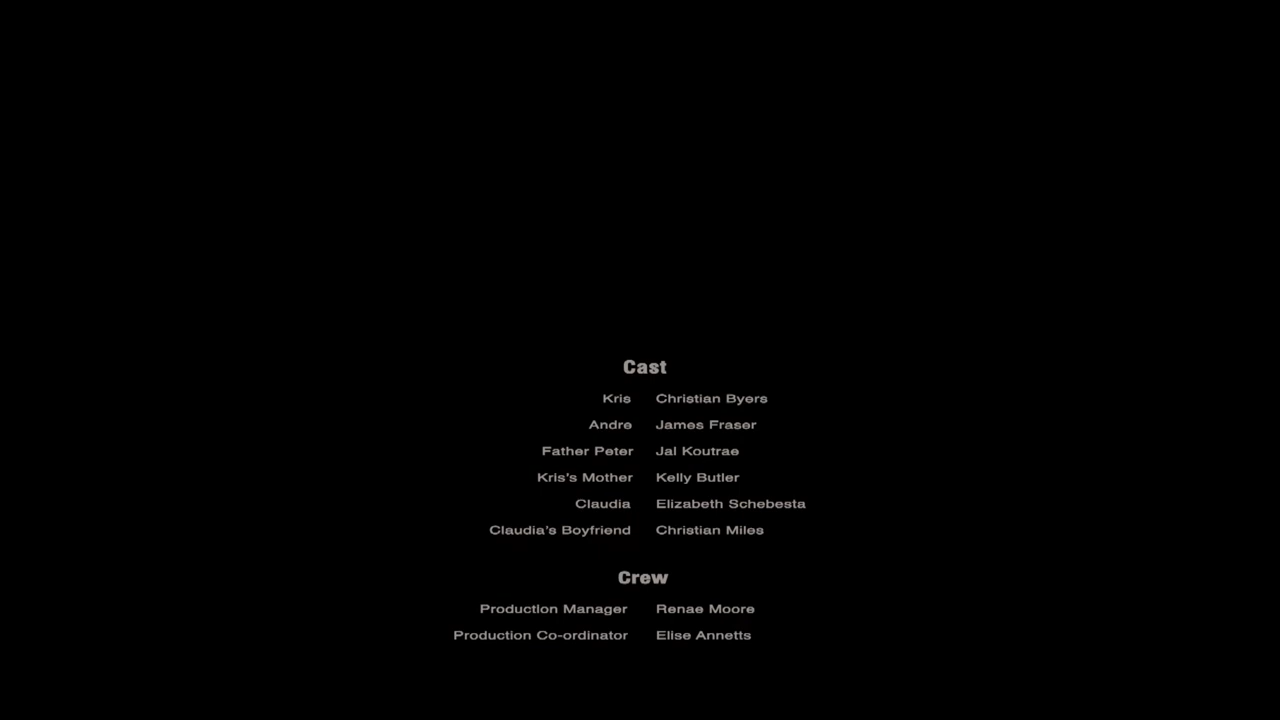 Cast
Kris Christian Byers
Andre James Fraser
Father Peter Jal Koutrae
Kris's Mother Kelly Butler
Claudia Elizabeth Schebesta
Claudia's Boyfriend Christian Miles
Crew
Production Manager Renae Moore
Production Co-ordinator Elise Annetts